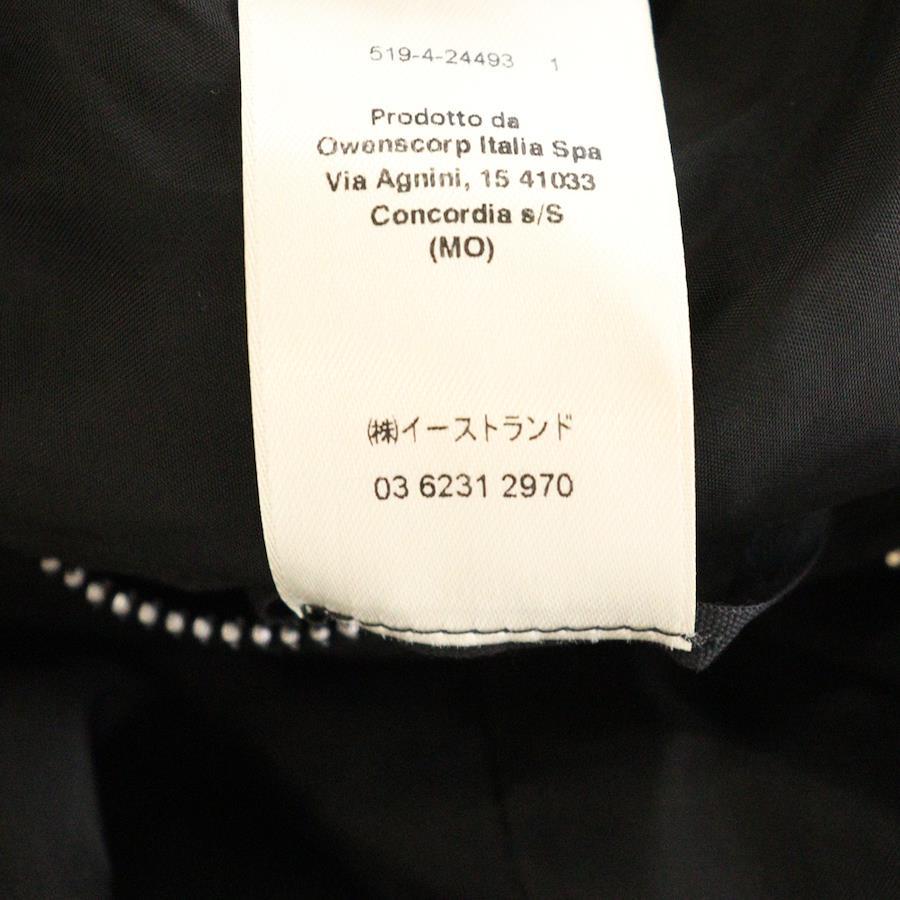 519-4-24493 1
Prodotto da
Owenscorp Italia Spa
Via Agnini, 15 41033
Concordia s/S
(MO)
㈱イーストランド
03 6231 2970